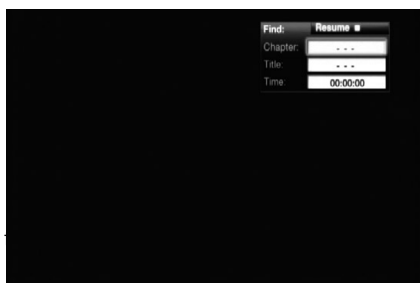 Find: Resume ■
Chapter: - - -
Title: - - -
Time: 00:00:00